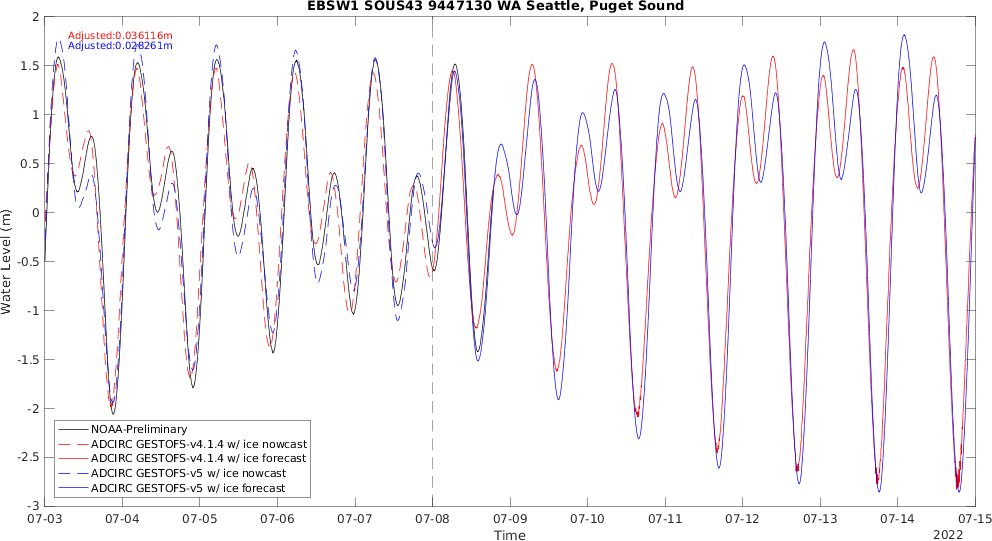 EBSW1 SOUS43 9447130 WA Seattle, Puget Sound
Adjusted:0.036116m
Adjusted:0.028261m
Water Level (m)
2
1.5
1
0.5
0
-0.5
-1
-1.5
-2
-2.5
-3
NOAA-Preliminary
ADCIRC GESTOFS-v4.1.4 w/ ice nowcast
ADCIRC GESTOFS-v4.1.4 w/ ice forecast
ADCIRC GESTOFS-v5 w/ ice nowcast
ADCIRC GESTOFS-v5 w/ ice forecast
07-03 07-04 07-05 07-06 07-07 07-08 07-09 07-10 07-11 07-12 07-13 07-14 07-15
Time
2022